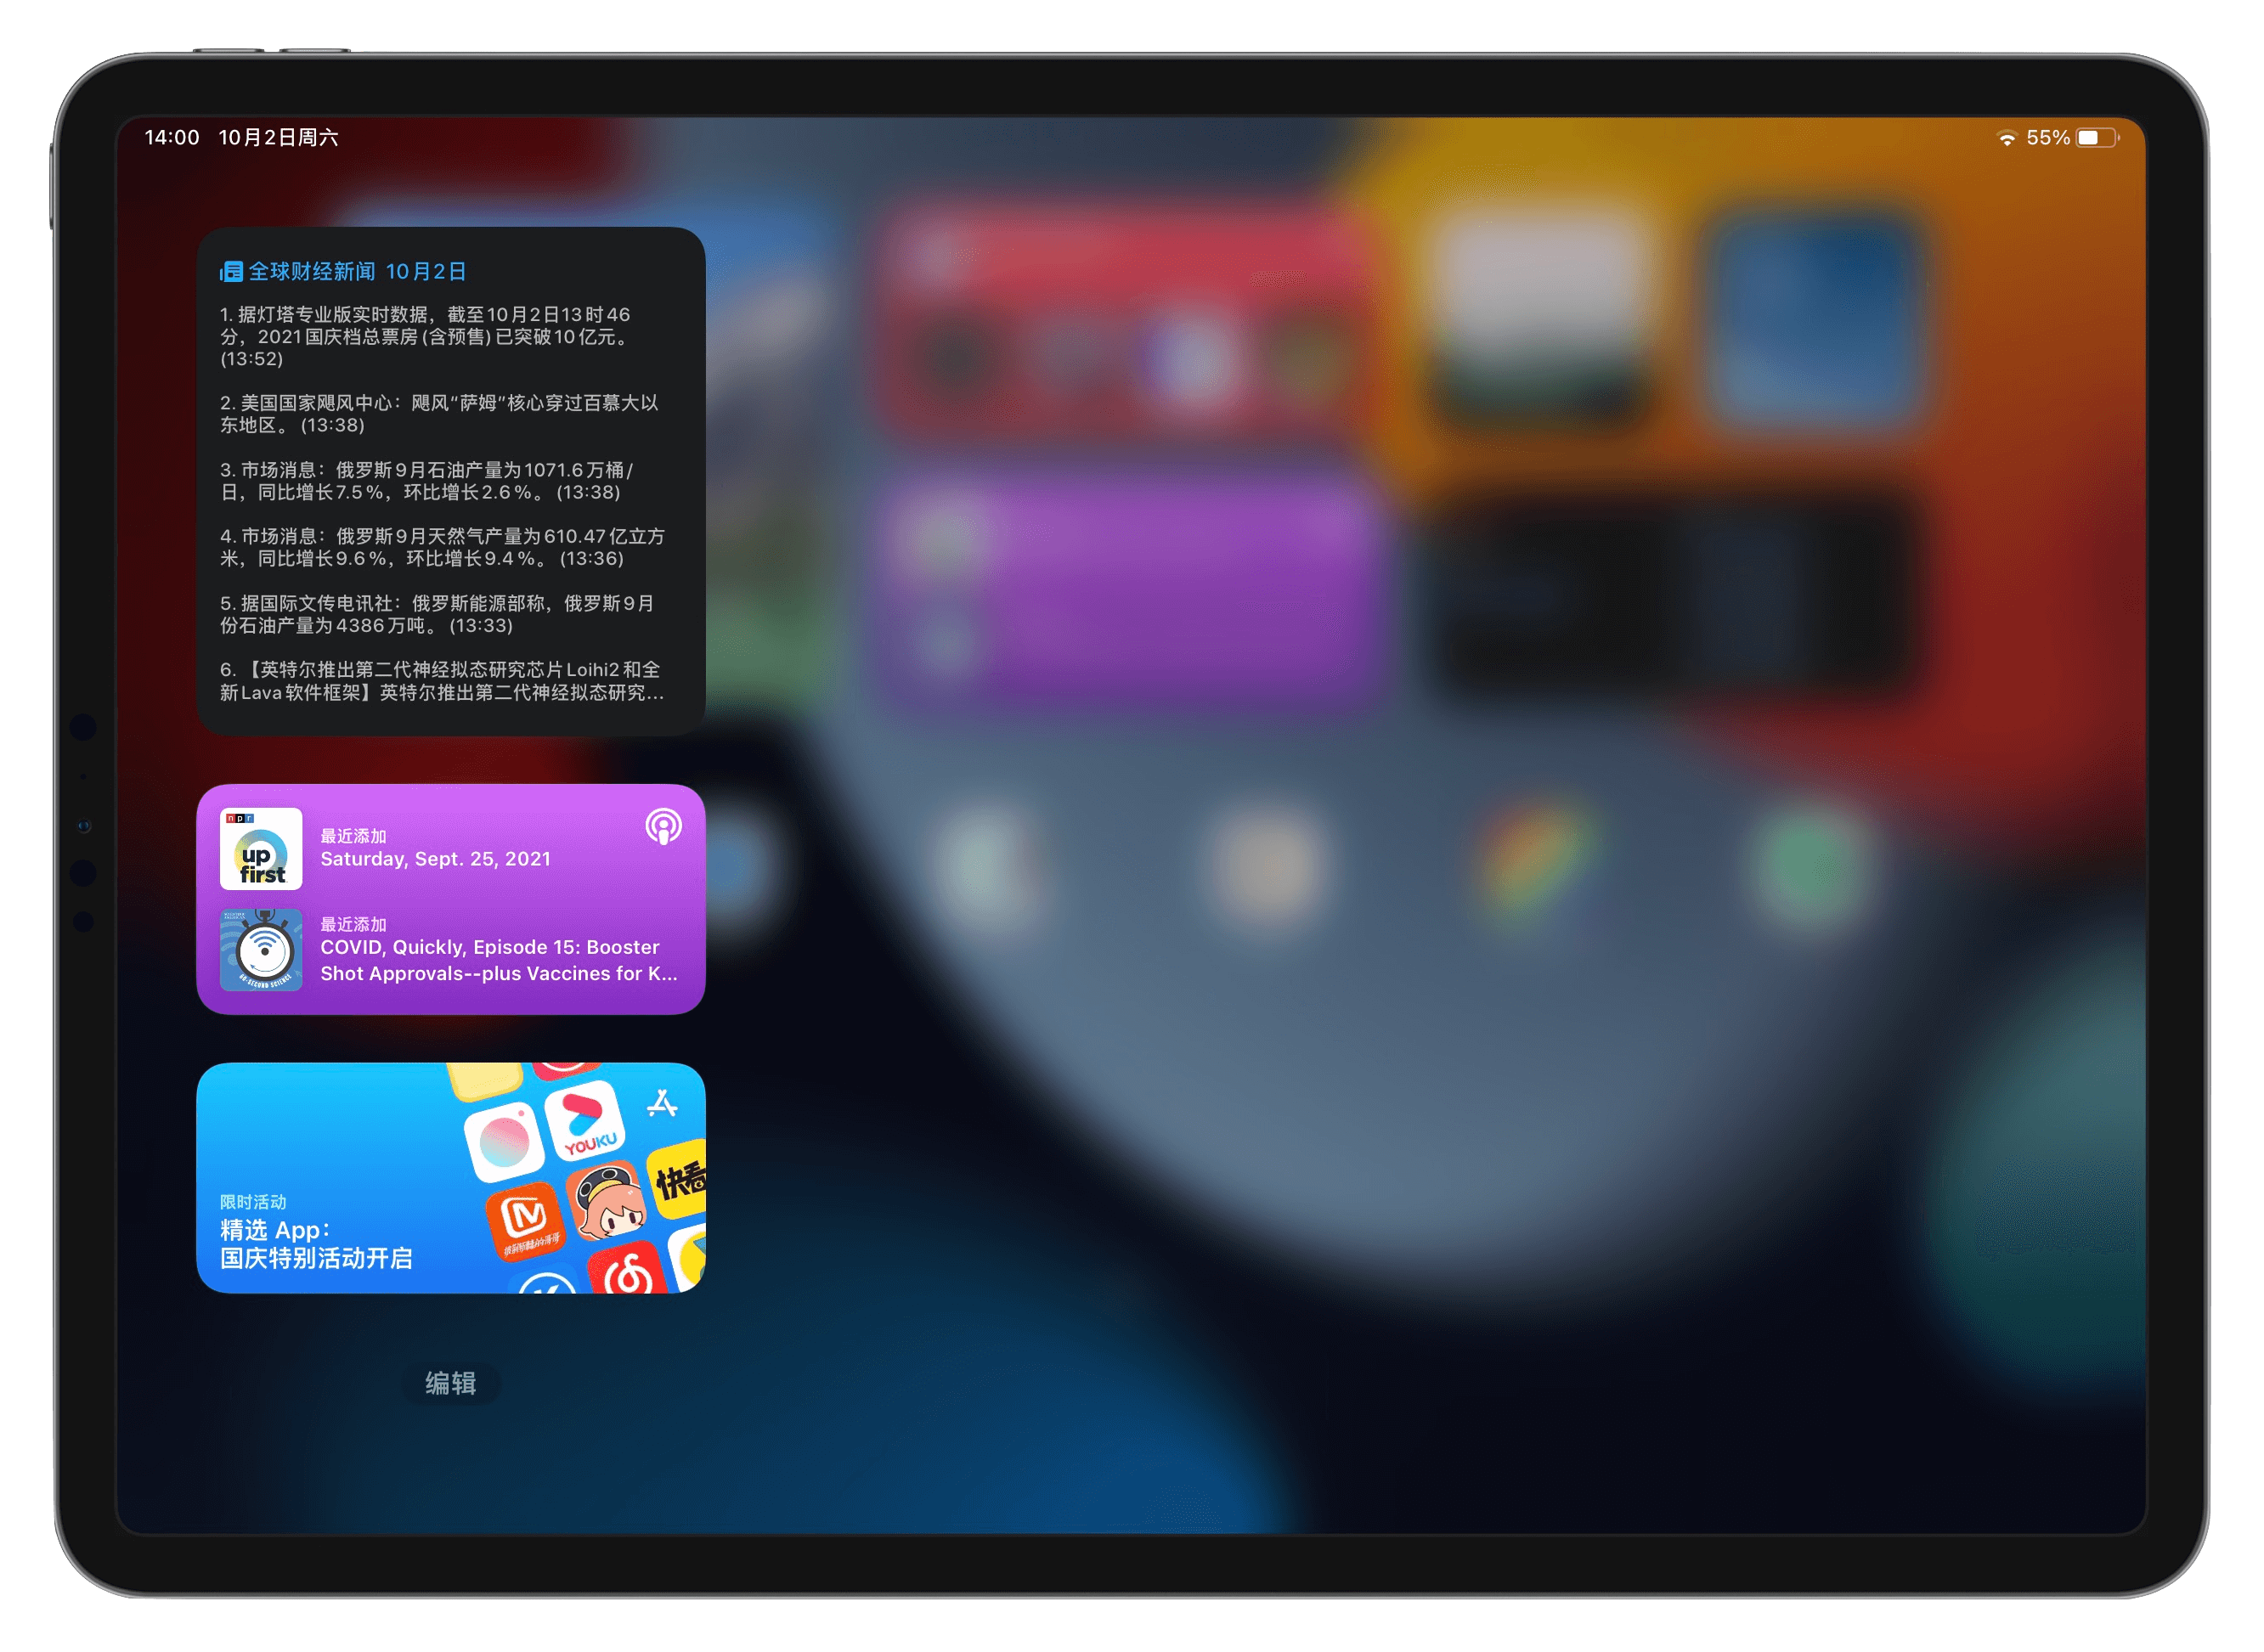 14:00 10月2日周六
55%
全球财经新闻 10月2日
1. 据灯塔专业版实时数据，截至10月2日13时46
分，2021国庆档总票房(含预售)已突破10亿元。
(13:52)
2. 美国国家飓风中心：飓风“萨姆”核心穿过百慕大以
东地区。 (13:38)
3. 市场消息：俄罗斯9月石油产量为1071.6万桶/
日，同比增长7.5%，环比增长2.6%。 (13:38)
4. 市场消息：俄罗斯9月天然气产量为610.47亿立方
米，同比增长9.6%，环比增长9.4%。 (13:36)
5. 据国际文传电讯社：俄罗斯能源部称，俄罗斯9月
份石油产量为4386万吨。 (13:33)
6. 【英特尔推出第二代神经拟态研究芯片Loihi2和全
新Lava软件框架】英特尔推出第二代神经拟态研究...
npr
up
first
最近添加
Saturday, Sept. 25, 2021
60-SECOND SCIENCE
最近添加
COVID, Quickly, Episode 15: Booster
Shot Approvals--plus Vaccines for K...
YOUKU
快看
限时活动
精选 App：
国庆特别活动开启
编辑